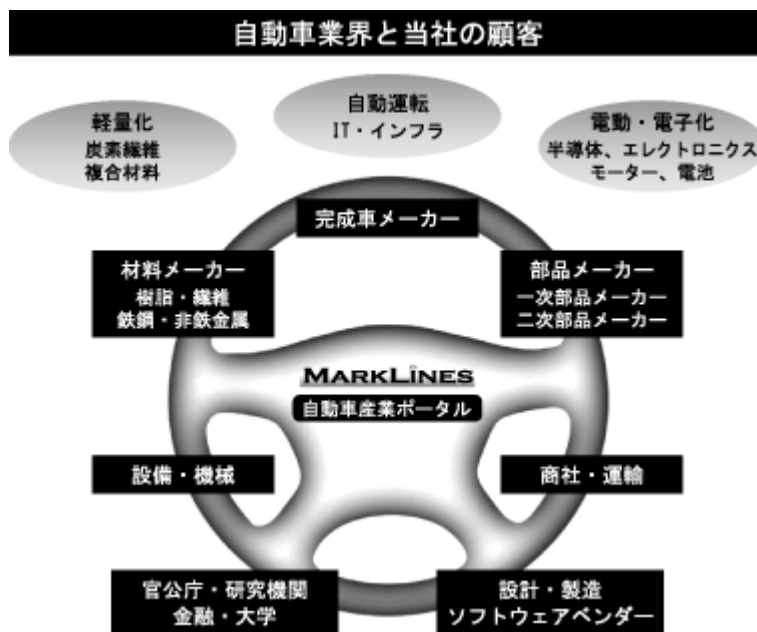 自動車業界と当社の顧客
軽量化
炭素繊維
複合材料
自動運転
IT・インフラ
電動・電子化
半導体、エレクトロニクス
モーター、電池
完成車メーカー
材料メーカー
樹脂・繊維
鉄鋼・非鉄金属
部品メーカー
一次部品メーカー
二次部品メーカー
MARKLINES
自動車産業ポータル
設備・機械
商社・運輸
官公庁・研究機関
金融・大学
設計・製造
ソフトウェアベンダー